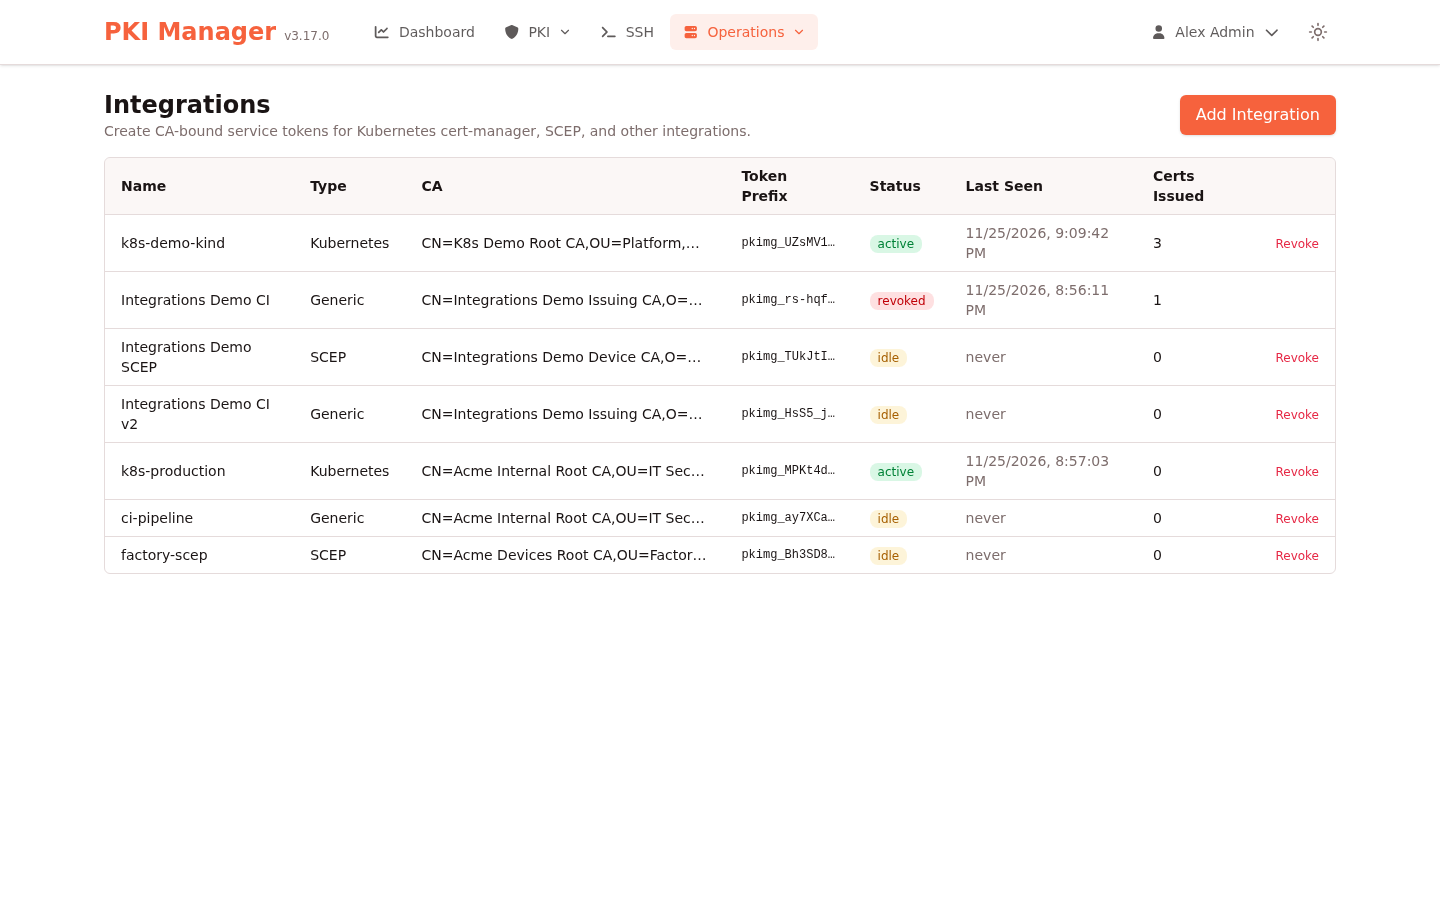 PKI Manager v3.17.0 Dashboard PKI SSH Operations Alex Admin
Integrations
Add Integration
Create CA-bound service tokens for Kubernetes cert-manager, SCEP, and other integrations.
Name Type CA Token Prefix Status Last Seen Certs Issued
k8s-demo-kind Kubernetes CN=K8s Demo Root CA,OU=Platform,… pkimg_UZsMV1… active 11/25/2026, 9:09:42 PM 3 Revoke
Integrations Demo CI Generic CN=Integrations Demo Issuing CA,O=… pkimg_rs-hqf… revoked 11/25/2026, 8:56:11 PM 1
Integrations Demo SCEP SCEP CN=Integrations Demo Device CA,O=… pkimg_TUkJtI… idle never 0 Revoke
Integrations Demo CI v2 Generic CN=Integrations Demo Issuing CA,O=… pkimg_HsS5_j… idle never 0 Revoke
k8s-production Kubernetes CN=Acme Internal Root CA,OU=IT Sec… pkimg_MPKt4d… active 11/25/2026, 8:57:03 PM 0 Revoke
ci-pipeline Generic CN=Acme Internal Root CA,OU=IT Sec… pkimg_ay7XCa… idle never 0 Revoke
factory-scep SCEP CN=Acme Devices Root CA,OU=Factor… pkimg_Bh3SD8… idle never 0 Revoke